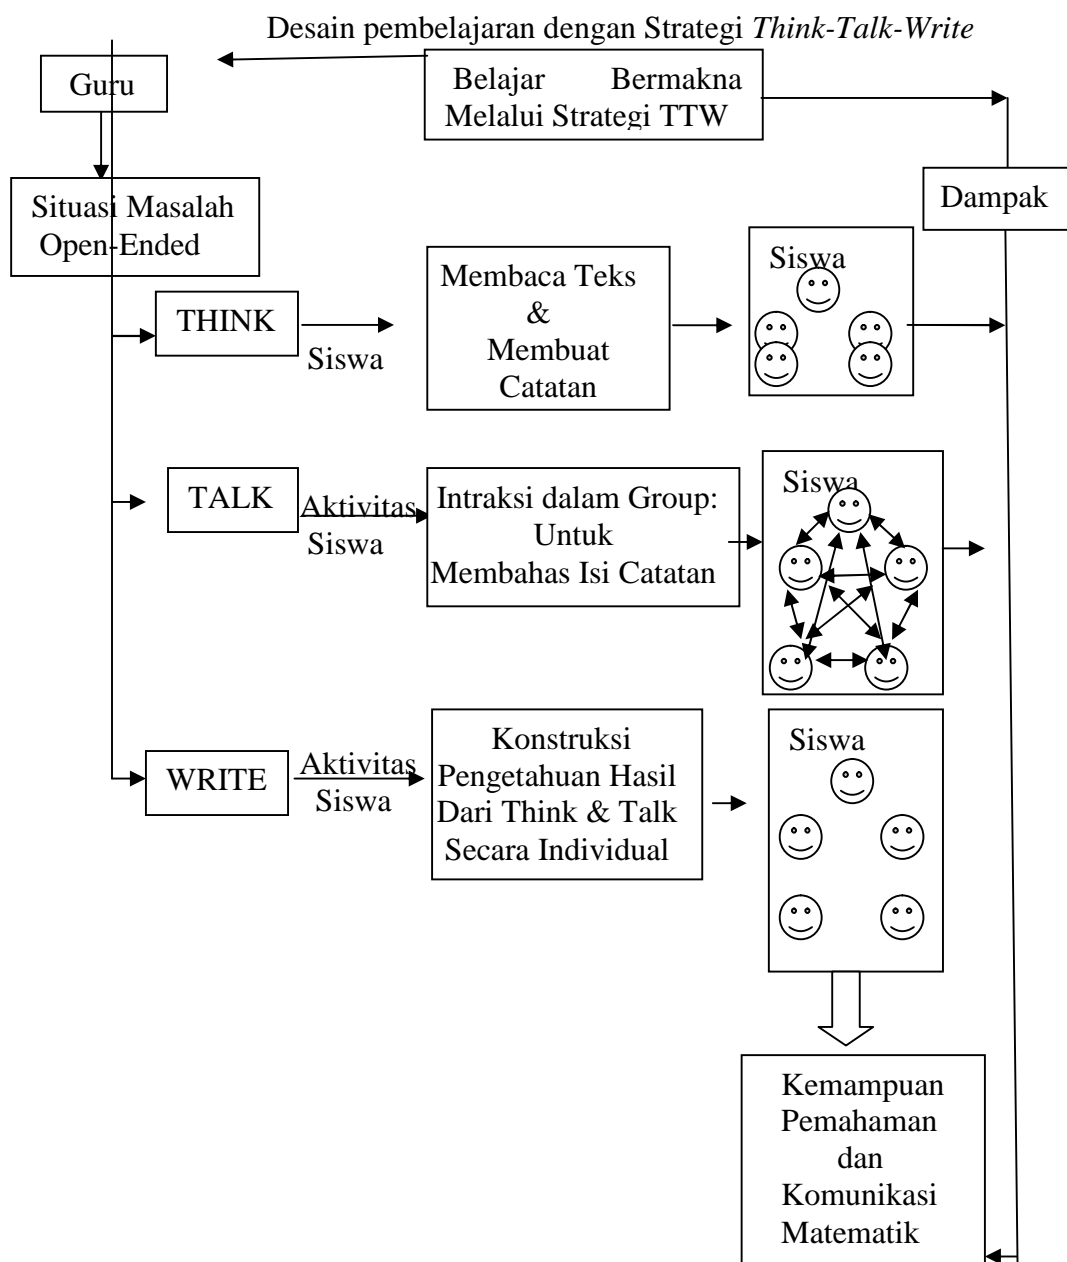 Desain pembelajaran dengan Strategi Think-Talk-Write
Guru
Belajar Bermakna
Melalui Strategi TTW
Situasi Masalah
Open-Ended
Dampak
THINK
Siswa
Membaca Teks
&
Membuat
Catatan
Siswa
TALK
Aktivitas
Siswa
Intraksi dalam Group:
Untuk
Membahas Isi Catatan
Siswa
WRITE
Aktivitas
Siswa
Konstruksi
Pengetahuan Hasil
Dari Think & Talk
Secara Individual
Siswa
Kemampuan
Pemahaman
dan
Komunikasi
Matematik